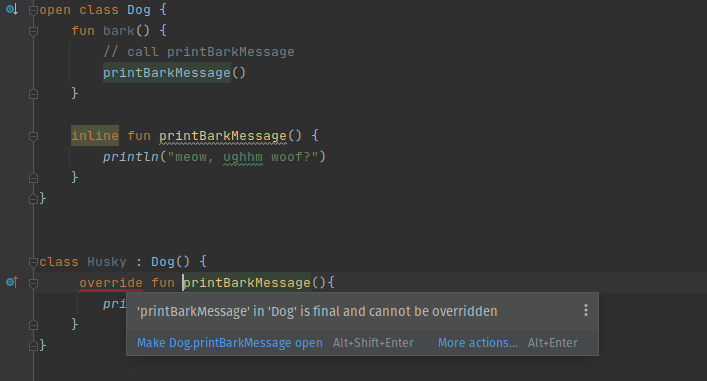 open class Dog {
fun bark() {
// call printBarkMessage
printBarkMessage()
}
inline fun printBarkMessage() {
println("meow, ughhm woof?")
}
}
class Husky : Dog() {
override fun printBarkMessage(){
pri
'printBarkMessage' in 'Dog' is final and cannot be overridden
Make Dog.printBarkMessage open Alt+Shift+Enter More actions... Alt+Enter
}
}